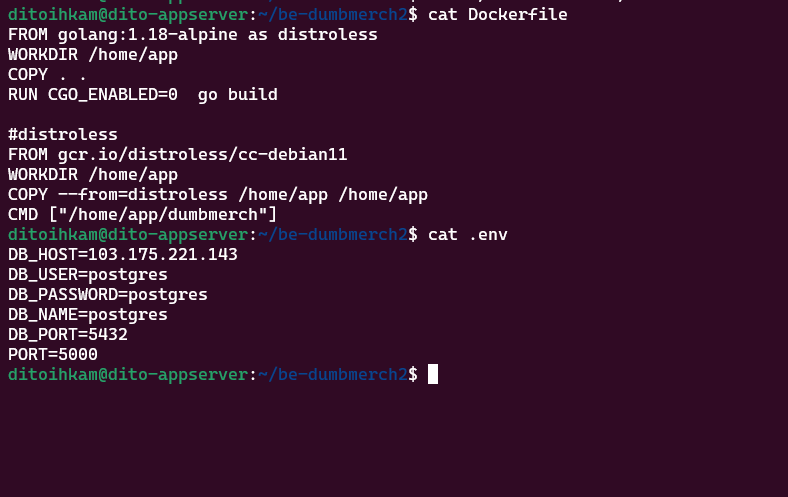 ditoihkam@dito-appserver:~/be-dumbmerch2$ cat Dockerfile
FROM golang:1.18-alpine as distroless
WORKDIR /home/app
COPY . .
RUN CGO_ENABLED=0  go build
#distroless
FROM gcr.io/distroless/cc-debian11
WORKDIR /home/app
COPY --from=distroless /home/app /home/app
CMD ["/home/app/dumbmerch"]
ditoihkam@dito-appserver:~/be-dumbmerch2$ cat .env
DB_HOST=103.175.221.143
DB_USER=postgres
DB_PASSWORD=postgres
DB_NAME=postgres
DB_PORT=5432
PORT=5000
ditoihkam@dito-appserver:~/be-dumbmerch2$